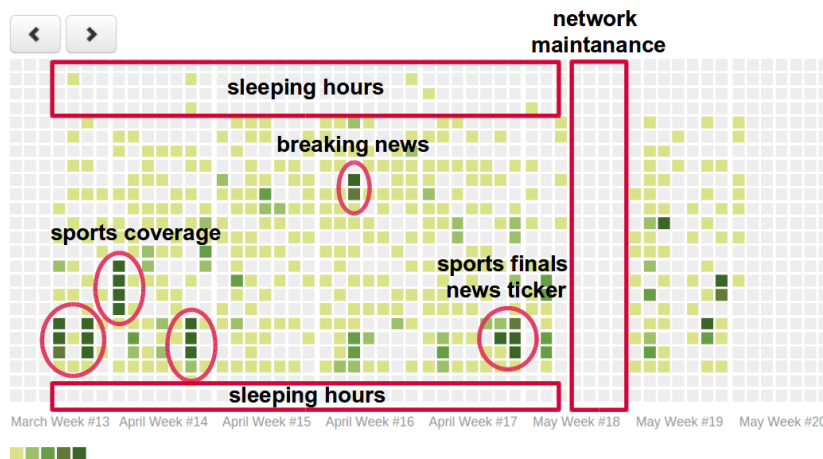 network
maintanance
sleeping hours
breaking news
sports coverage
sports finals
news ticker
sleeping hours
March Week #13 April Week #14 April Week #15 April Week #16 April Week #17 May Week #18 May Week #19 May Week #20